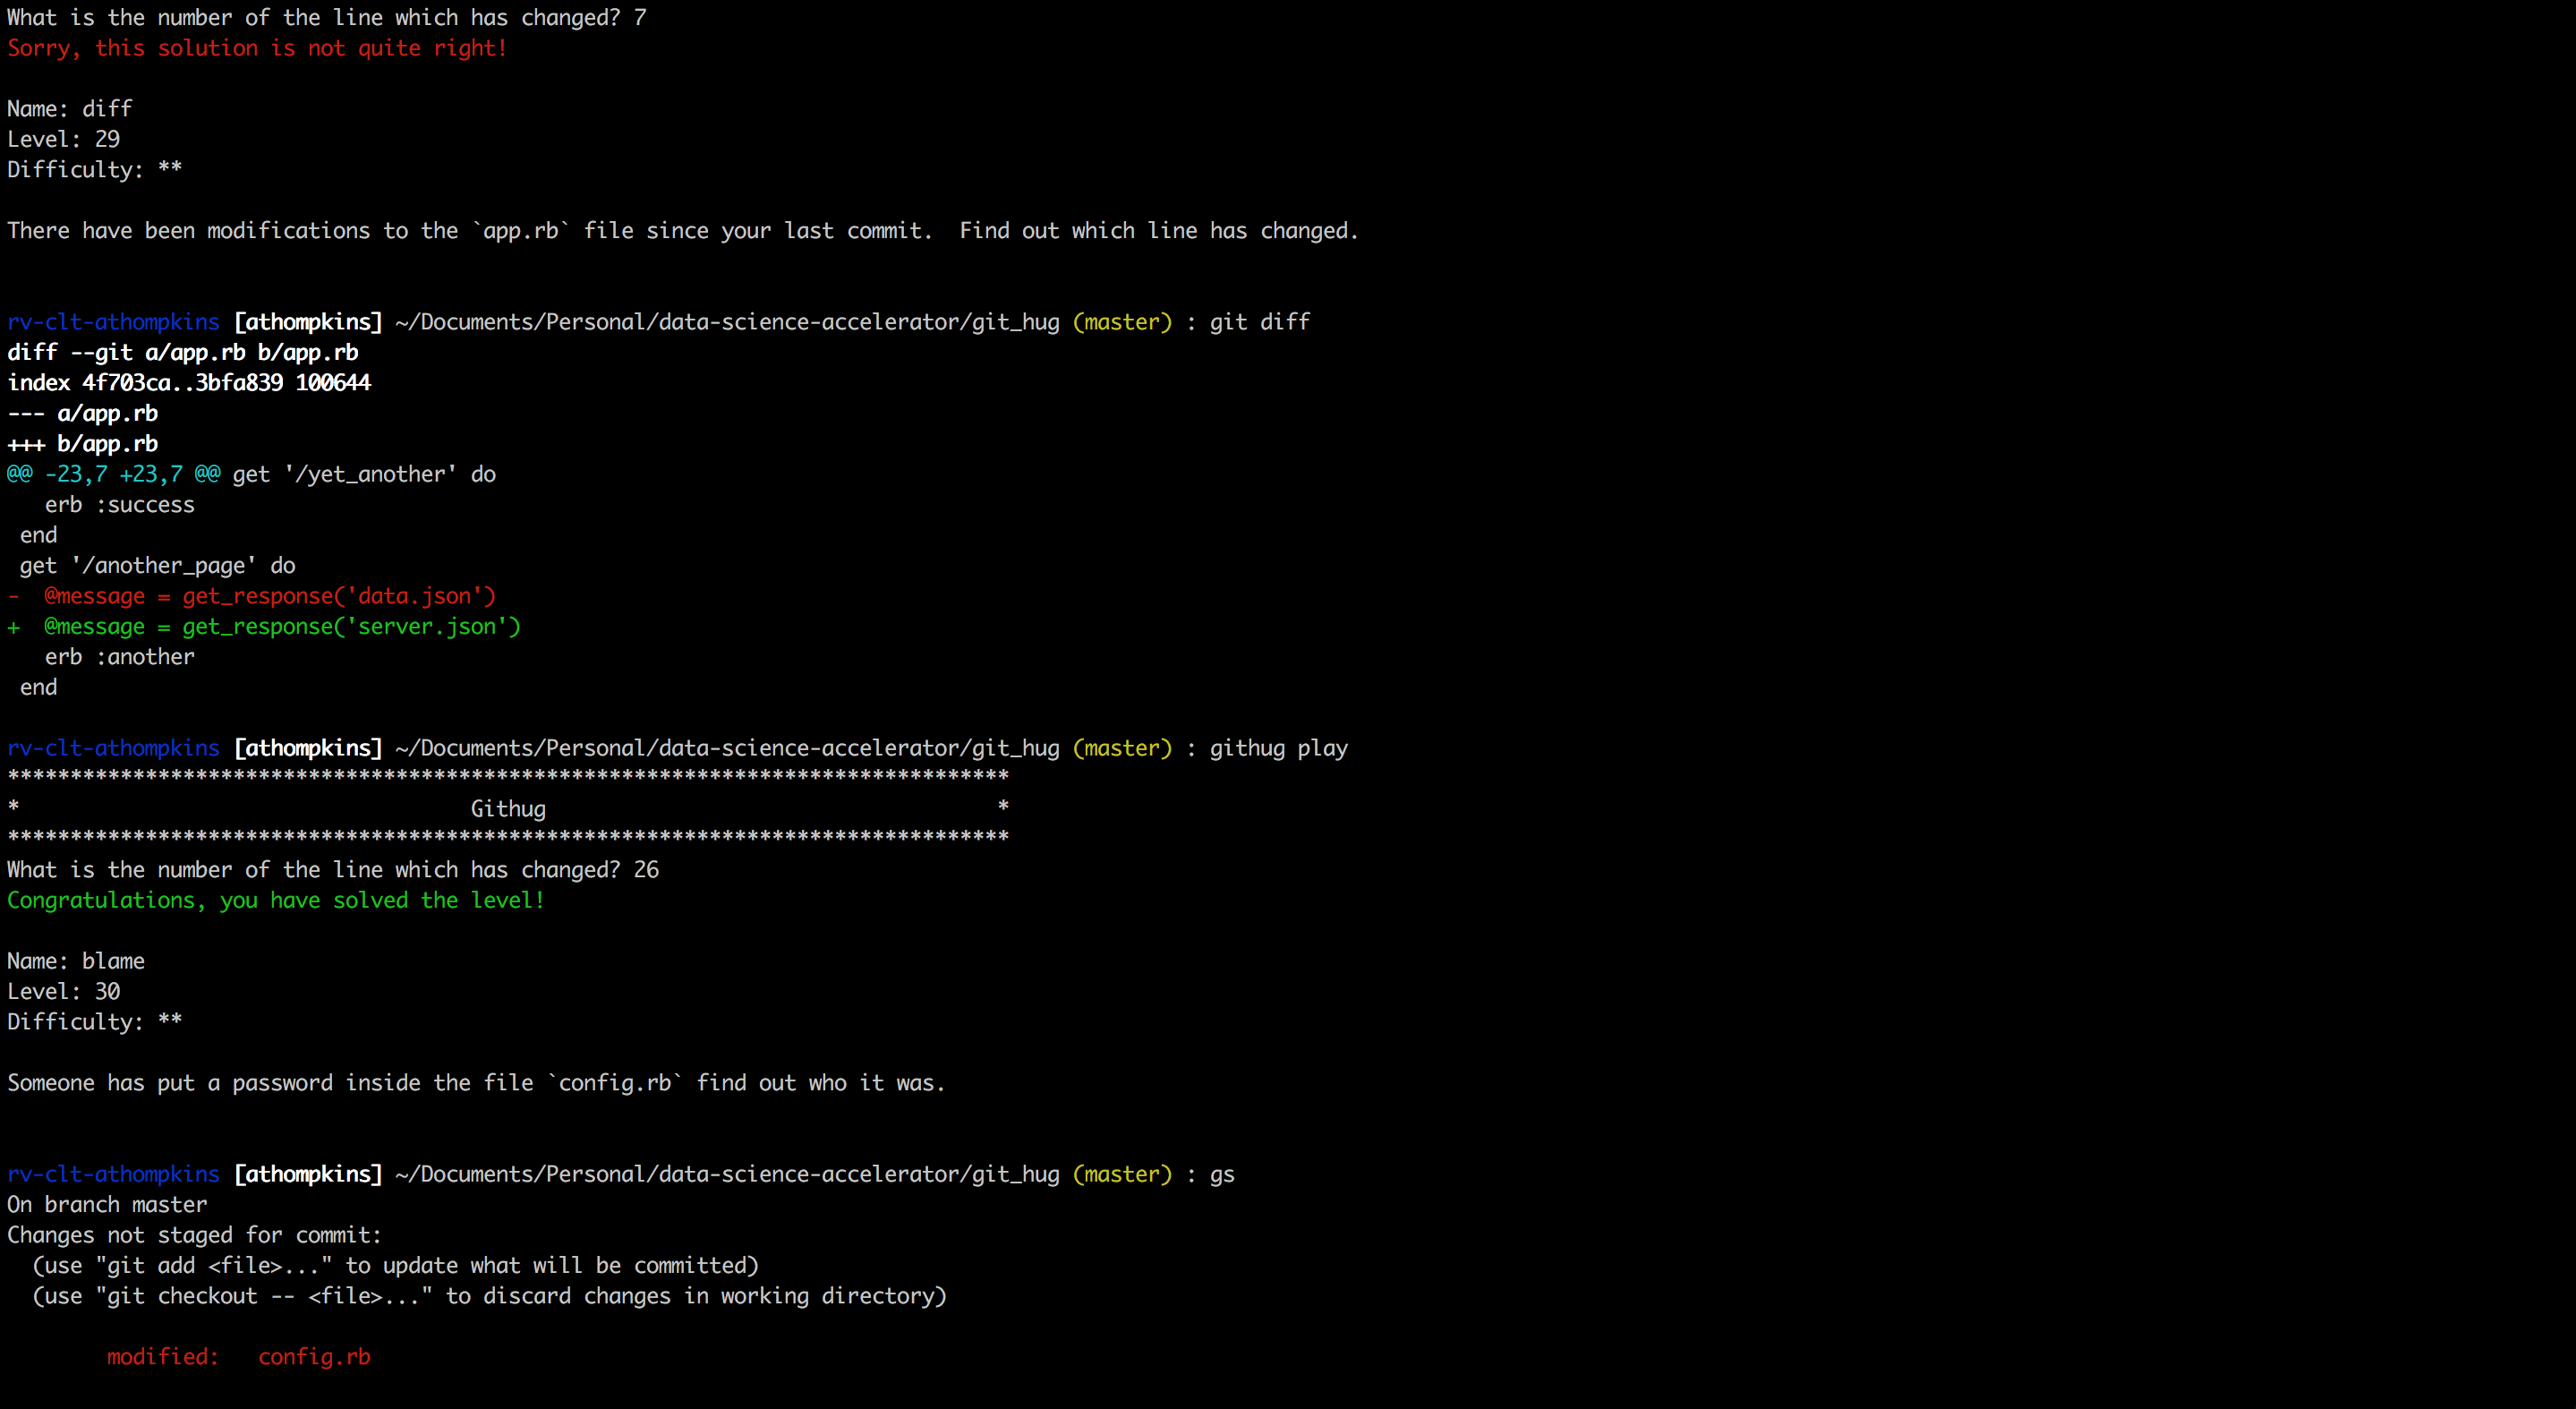 What is the number of the line which has changed? 7
Sorry, this solution is not quite right!
Name: diff
Level: 29
Difficulty: **
There have been modifications to the `app.rb` file since your last commit.  Find out which line has changed.
rv-clt-athompkins [athompkins] ~/Documents/Personal/data-science-accelerator/git_hug (master) : git diff
diff --git a/app.rb b/app.rb
index 4f703ca..3bfa839 100644
--- a/app.rb
+++ b/app.rb
@@ -23,7 +23,7 @@ get '/yet_another' do
   erb :success
 end
 get '/another_page' do
-  @message = get_response('data.json')
+  @message = get_response('server.json')
   erb :another
 end
rv-clt-athompkins [athompkins] ~/Documents/Personal/data-science-accelerator/git_hug (master) : githug play
********************************************************************************
*                                    Githug                                    *
********************************************************************************
What is the number of the line which has changed? 26
Congratulations, you have solved the level!
Name: blame
Level: 30
Difficulty: **
Someone has put a password inside the file `config.rb` find out who it was.
rv-clt-athompkins [athompkins] ~/Documents/Personal/data-science-accelerator/git_hug (master) : gs
On branch master
Changes not staged for commit:
  (use "git add <file>..." to update what will be committed)
  (use "git checkout -- <file>..." to discard changes in working directory)
        modified:   config.rb